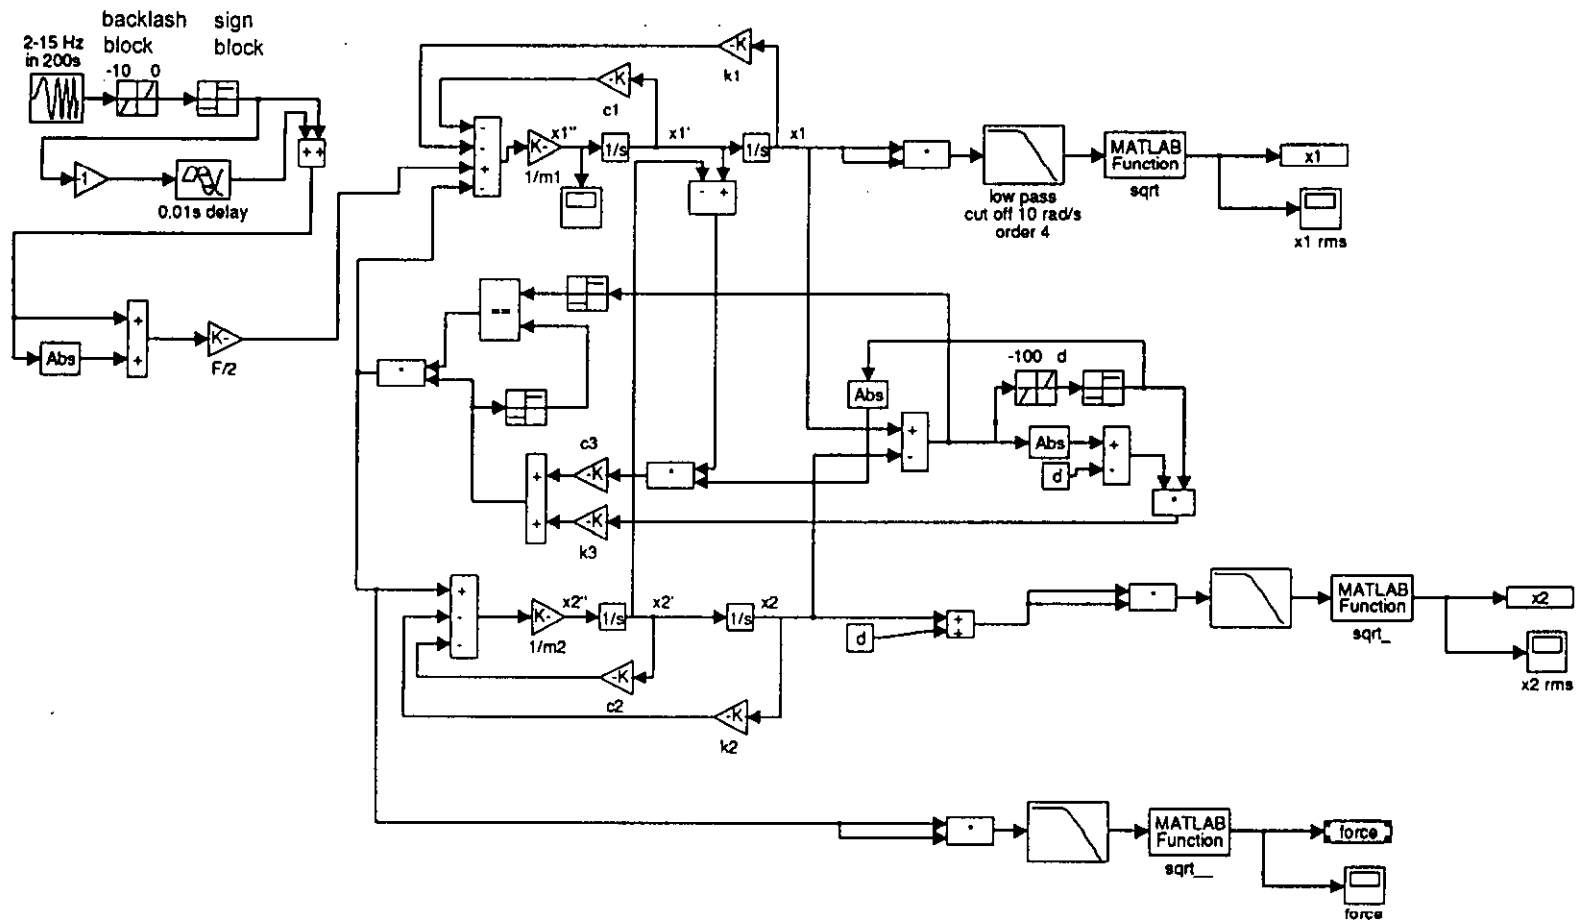 backlash
block
sign
block
2-15 Hz
in 200s
-10 0
-1
0.01s delay
+ +
Abs
+
+
K-
F/2
-K
k1
-K
c1
-
-
+
-
K-
1/m1
x1''
1/s
x1'
1/s
x1
- +
*
low pass
cut off 10 rad/s
order 4
MATLAB
Function
sqrt
x1
x1 rms
==
*
Abs
-100 d
+
-
Abs
d
+
-
*
c3
-K
*
+
+
-K
k3
+
-
-
K-
1/m2
x2''
1/s
x2'
1/s
x2
-K
c2
-K
k2
d
+
+
*
MATLAB
Function
sqrt_
x2
x2 rms
*
MATLAB
Function
sqrt__
force
force